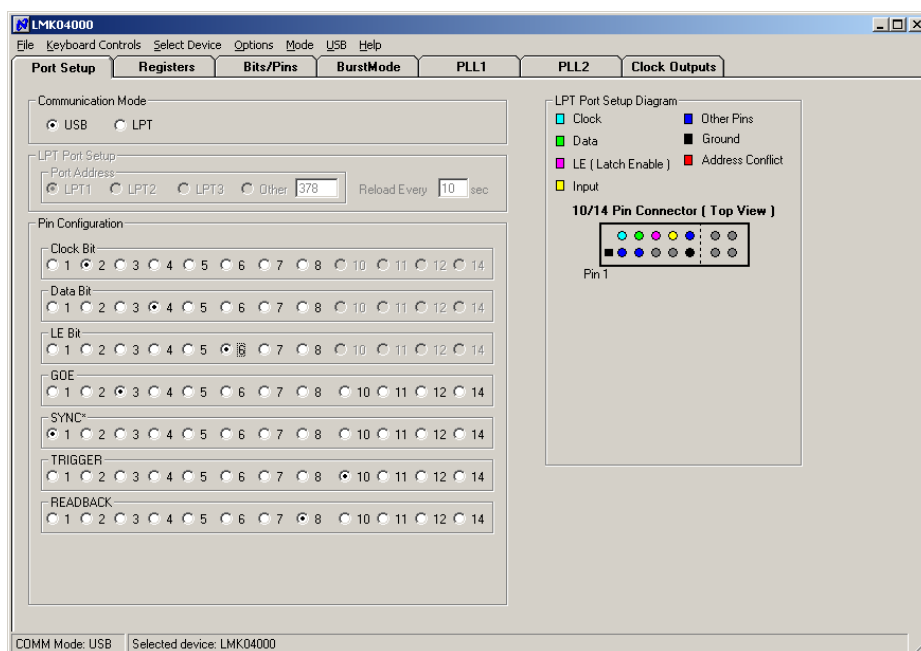 LMK04000
File Keyboard Controls Select Device Options Mode USB Help
Port Setup Registers Bits/Pins BurstMode PLL1 PLL2 Clock Outputs
Communication Mode
USB LPT
LPT Port Setup
Port Address
LPT1 LPT2 LPT3 Other 378 Reload Every 10 sec
Pin Configuration
Clock Bit
1 2 3 4 5 6 7 8 10 11 12 14
Data Bit
1 2 3 4 5 6 7 8 10 11 12 14
LE Bit
1 2 3 4 5 6 7 8 10 11 12 14
GOE
1 2 3 4 5 6 7 8 10 11 12 14
SYNC*
1 2 3 4 5 6 7 8 10 11 12 14
TRIGGER
1 2 3 4 5 6 7 8 10 11 12 14
READBACK
1 2 3 4 5 6 7 8 10 11 12 14
LPT Port Setup Diagram
Clock Other Pins
Data Ground
LE ( Latch Enable ) Address Conflict
Input
10/14 Pin Connector ( Top View )
Pin 1
COMM Mode: USB Selected device: LMK04000